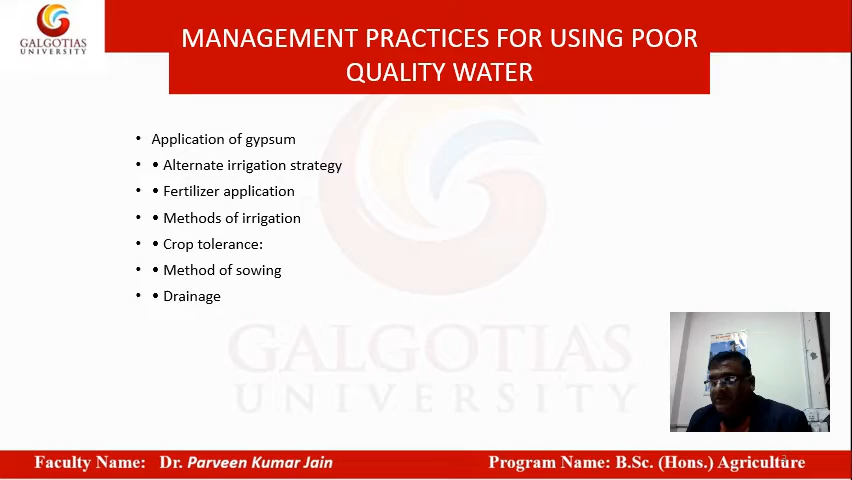 GALGOTIAS
UNIVERSITY
MANAGEMENT PRACTICES FOR USING POOR
QUALITY WATER
• Application of gypsum
• • Alternate irrigation strategy
• • Fertilizer application
• • Methods of irrigation
• • Crop tolerance:
• • Method of sowing
• • Drainage
GALGOTIAS
UNIVERSITY
Faculty Name: Dr. Parveen Kumar Jain
Program Name: B.Sc. (Hons.) Agriculture